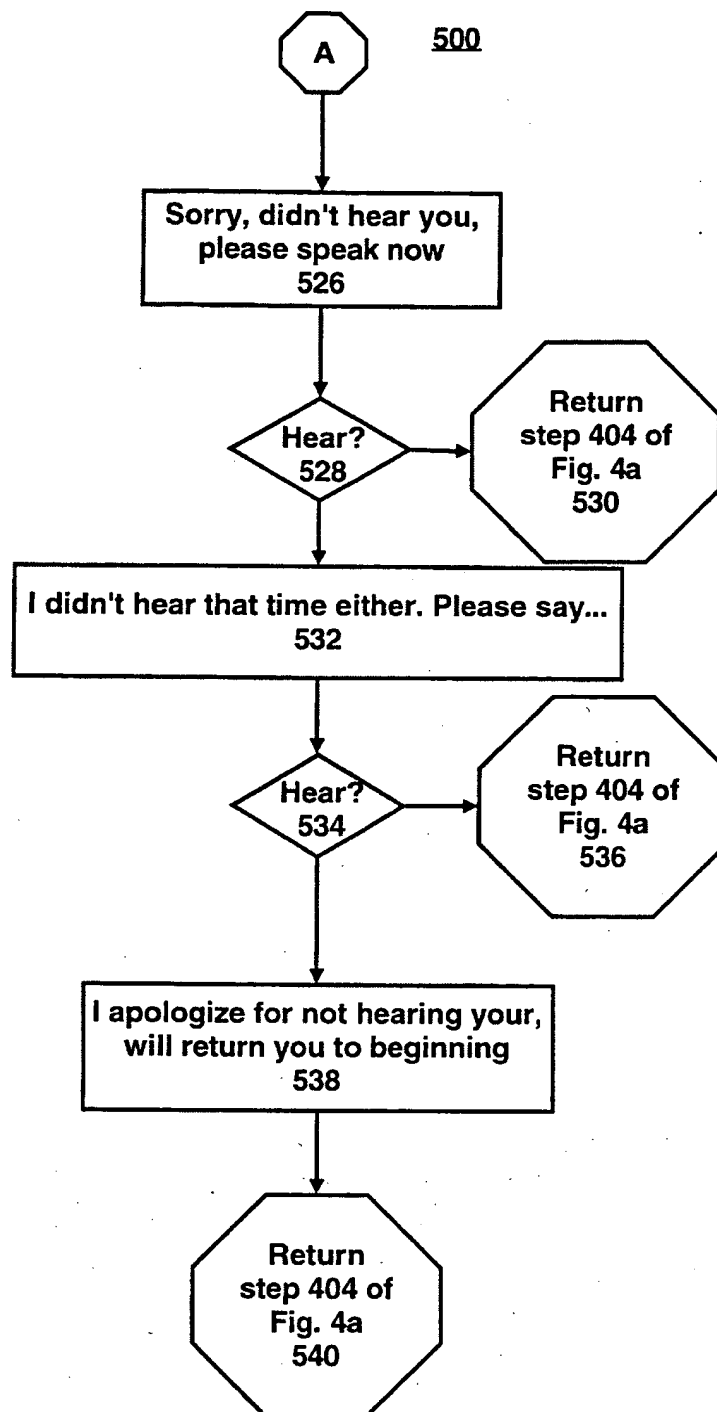 A
500
Sorry, didn't hear you,
please speak now
526
Hear?
528
Return
step 404 of
Fig. 4a
530
I didn't hear that time either. Please say...
532
Hear?
534
Return
step 404 of
Fig. 4a
536
I apologize for not hearing your,
will return you to beginning
538
Return
step 404 of
Fig. 4a
540